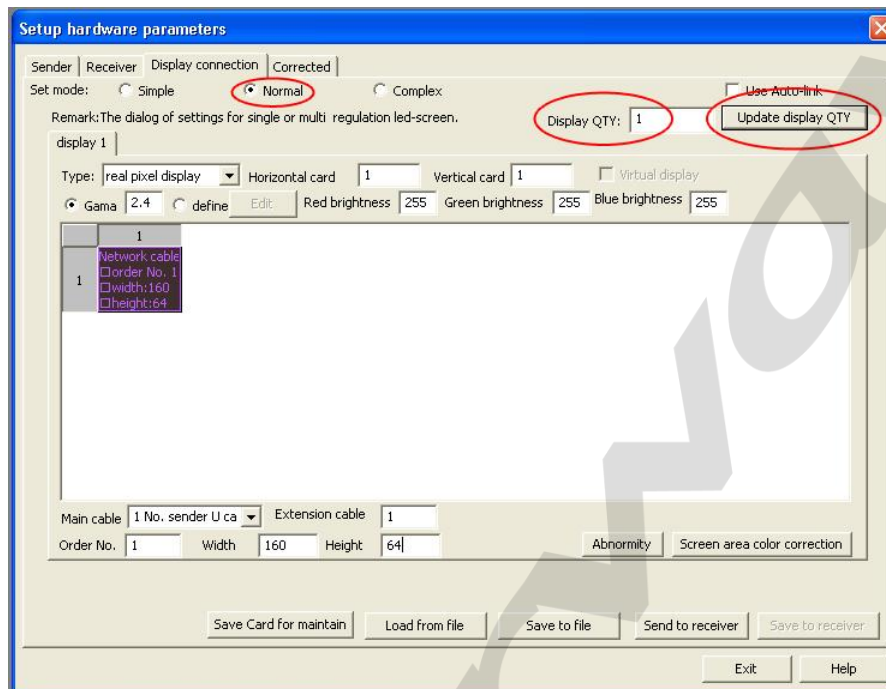 Setup hardware parameters
Sender Receiver Display connection Corrected
Set mode: Simple Normal Complex Use Auto-link
Remark:The dialog of settings for single or multi regulation led-screen. Display QTY: 1 Update display QTY
display 1
Type: real pixel display Horizontal card 1 Vertical card 1 Virtual display
Gama 2.4 define Edit Red brightness 255 Green brightness 255 Blue brightness 255
1
1
Network cable
□order No. 1
□width:160
□height:64
Main cable 1 No. sender U ca Extension cable 1
Order No. 1 Width 160 Height 64 Abnormity Screen area color correction
Save Card for maintain Load from file Save to file Send to receiver Save to receiver
Exit Help